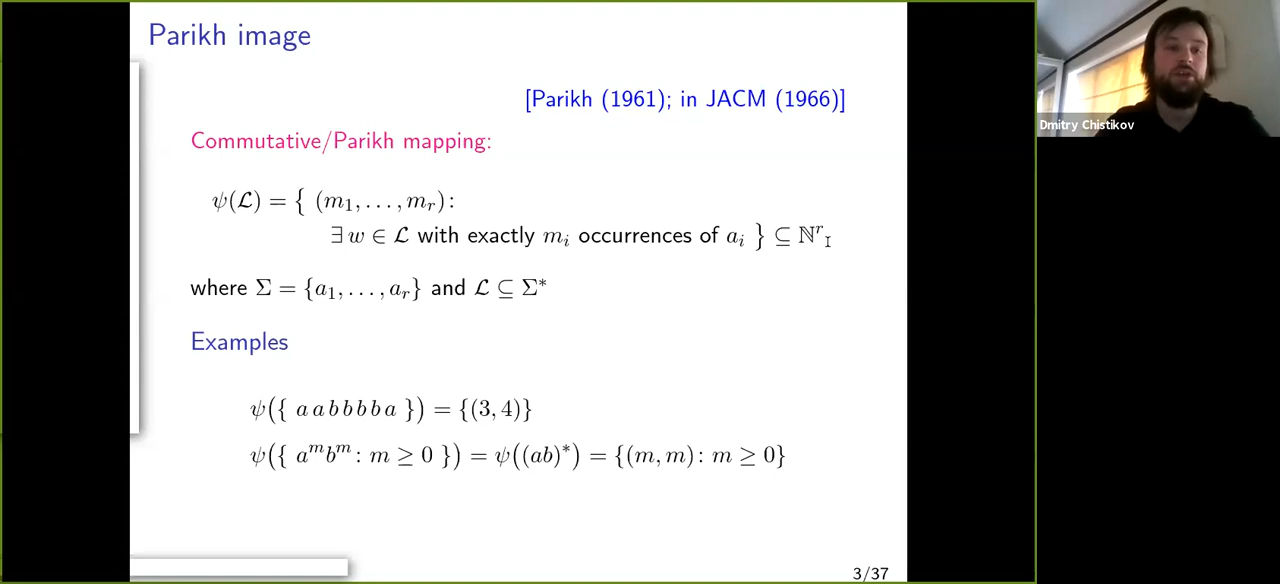 Parikh image
[Parikh (1961); in JACM (1966)]
Commutative/Parikh mapping:
ψ(ℒ) = { (m₁, . . . , mᵣ):
∃ w ∈ ℒ with exactly mᵢ occurrences of aᵢ } ⊆ ℕʳ
where Σ = {a₁, . . . , aᵣ} and ℒ ⊆ Σ*
Examples
ψ({ a a b b b b b a }) = {(3, 4)}
ψ({ aᵐbᵐ : m ≥ 0 }) = ψ((ab)*) = {(m, m): m ≥ 0}
3/37
Dmitry Chistikov